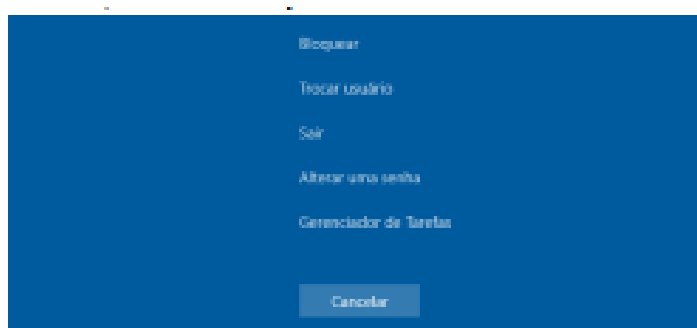 Bloquear
Trocar usuário
Sair
Alterar uma senha
Gerenciador de Tarefas
Cancelar